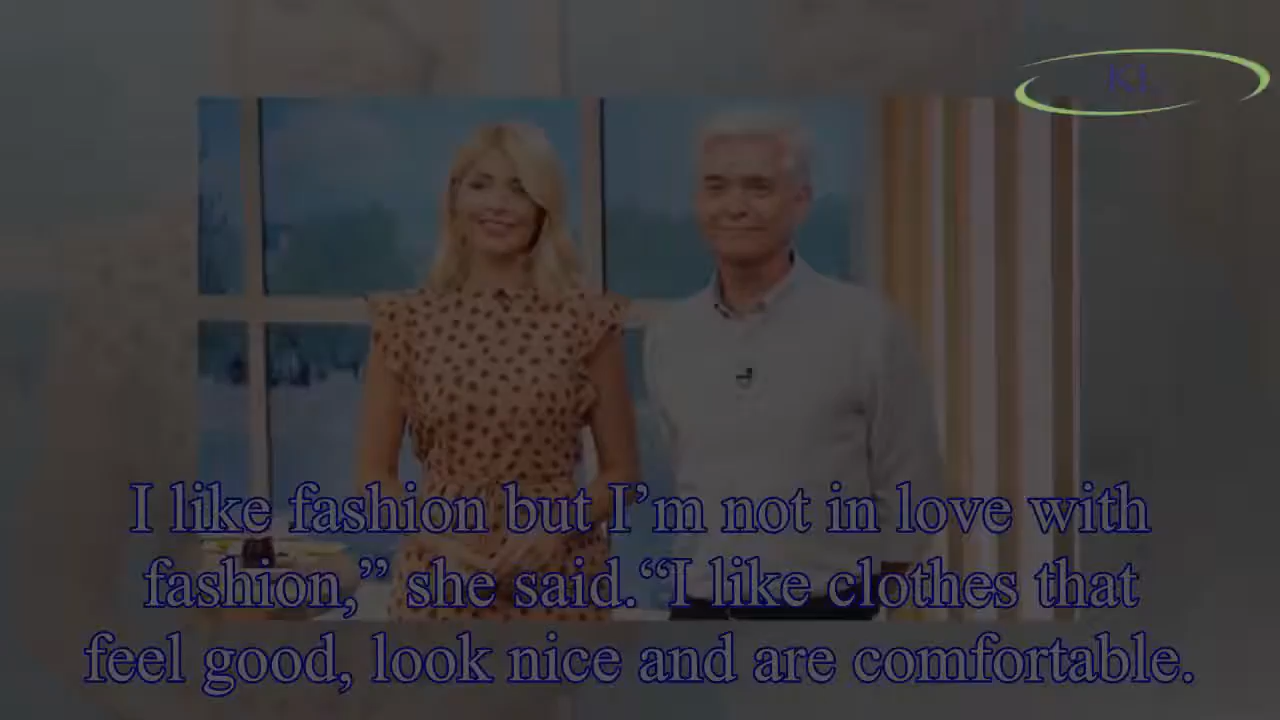 KL
I like fashion but I’m not in love with
fashion,” she said.“I like clothes that
feel good, look nice and are comfortable.